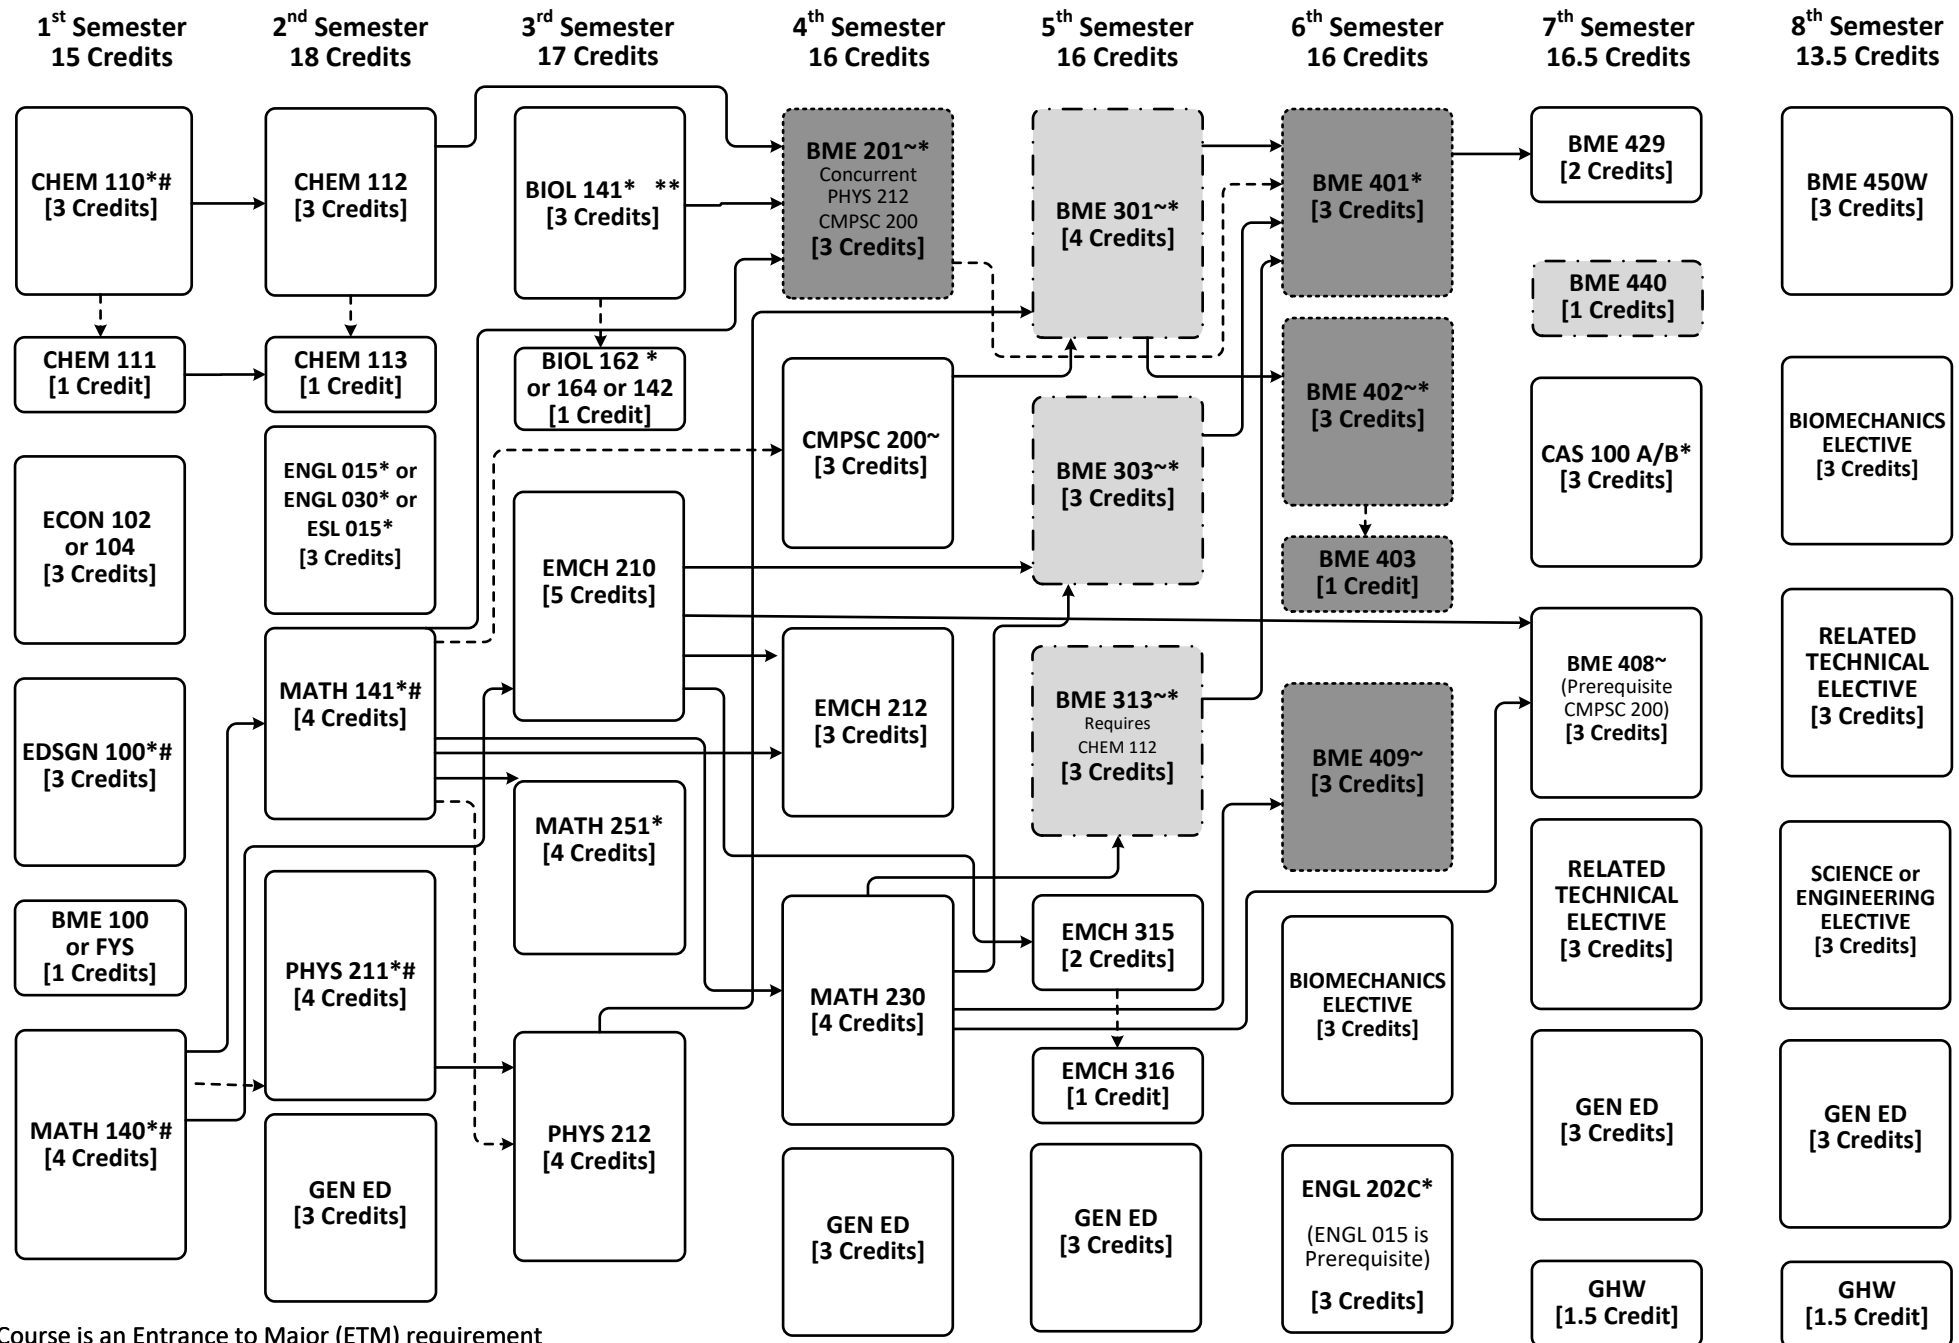 1st Semester
15 Credits
2nd Semester
18 Credits
3rd Semester
17 Credits
4th Semester
16 Credits
5th Semester
16 Credits
6th Semester
16 Credits
7th Semester
16.5 Credits
8th Semester
13.5 Credits
CHEM 110*#
[3 Credits]
CHEM 111
[1 Credit]
ECON 102
or 104
[3 Credits]
EDSGN 100*#
[3 Credits]
BME 100
or FYS
[1 Credits]
MATH 140*#
[4 Credits]
CHEM 112
[3 Credits]
CHEM 113
[1 Credit]
ENGL 015* or
ENGL 030* or
ESL 015*
[3 Credits]
MATH 141*#
[4 Credits]
PHYS 211*#
[4 Credits]
GEN ED
[3 Credits]
BIOL 141* **
[3 Credits]
BIOL 162 *
or 164 or 142
[1 Credit]
EMCH 210
[5 Credits]
MATH 251*
[4 Credits]
PHYS 212
[4 Credits]
BME 201~*
Concurrent
PHYS 212
CMPSC 200
[3 Credits]
CMPSC 200~
[3 Credits]
EMCH 212
[3 Credits]
MATH 230
[4 Credits]
GEN ED
[3 Credits]
BME 301~*
[4 Credits]
BME 303~*
[3 Credits]
BME 313~*
Requires
CHEM 112
[3 Credits]
EMCH 315
[2 Credits]
EMCH 316
[1 Credit]
GEN ED
[3 Credits]
BME 401*
[3 Credits]
BME 402~*
[3 Credits]
BME 403
[1 Credit]
BME 409~
[3 Credits]
BIOMECHANICS
ELECTIVE
[3 Credits]
ENGL 202C*
(ENGL 015 is
Prerequisite)
[3 Credits]
BME 429
[2 Credits]
BME 440
[1 Credits]
CAS 100 A/B*
[3 Credits]
BME 408~
(Prerequisite
CMPSC 200)
[3 Credits]
RELATED
TECHNICAL
ELECTIVE
[3 Credits]
GEN ED
[3 Credits]
GHW
[1.5 Credit]
BME 450W
[3 Credits]
BIOMECHANICS
ELECTIVE
[3 Credits]
RELATED
TECHNICAL
ELECTIVE
[3 Credits]
SCIENCE or
ENGINEERING
ELECTIVE
[3 Credits]
GEN ED
[3 Credits]
GHW
[1.5 Credit]
Course is an Entrance to Major (ETM) requirement